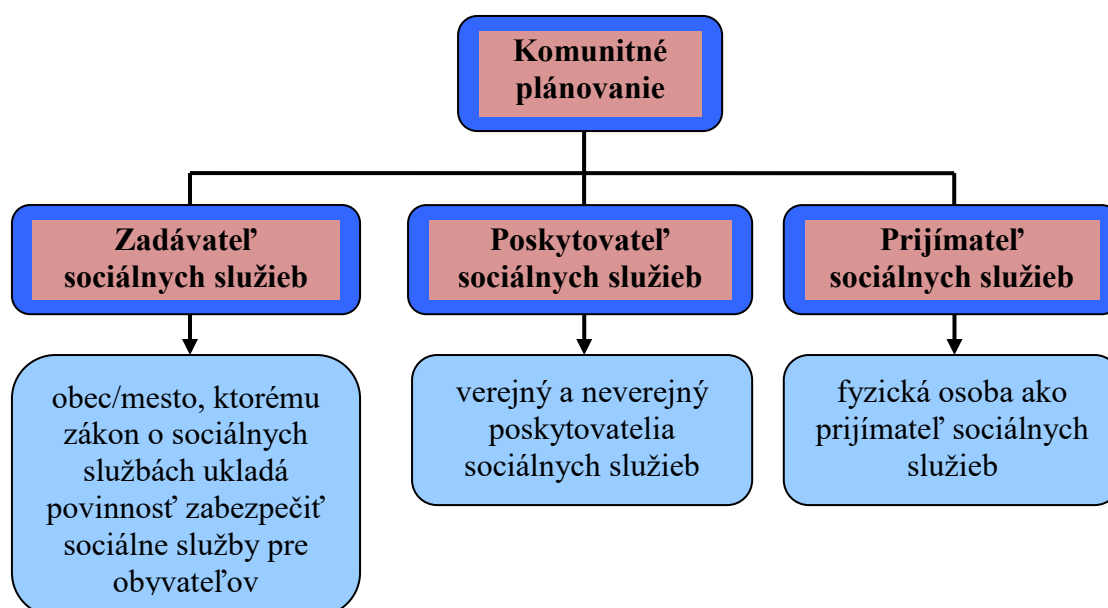 Komunitné
plánovanie
Zadávateľ
sociálnych služieb
Poskytovateľ
sociálnych služieb
Prijímateľ
sociálnych služieb
obec/mesto, ktorému
zákon o sociálnych
službách ukladá
povinnosť zabezpečiť
sociálne služby pre
obyvateľov
verejný a neverejný
poskytovatelia
sociálnych služieb
fyzická osoba ako
prijímateľ sociálnych
služieb